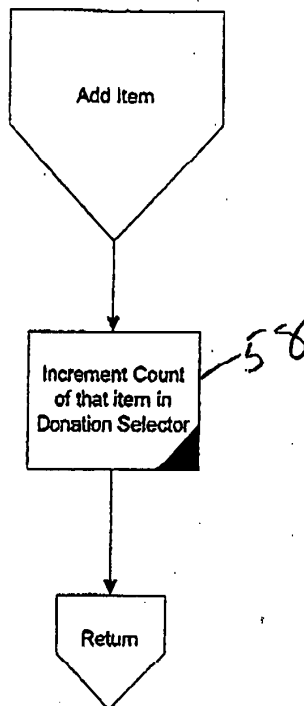 Add Item
Increment Count
of that item in
Donation Selector
58
Return